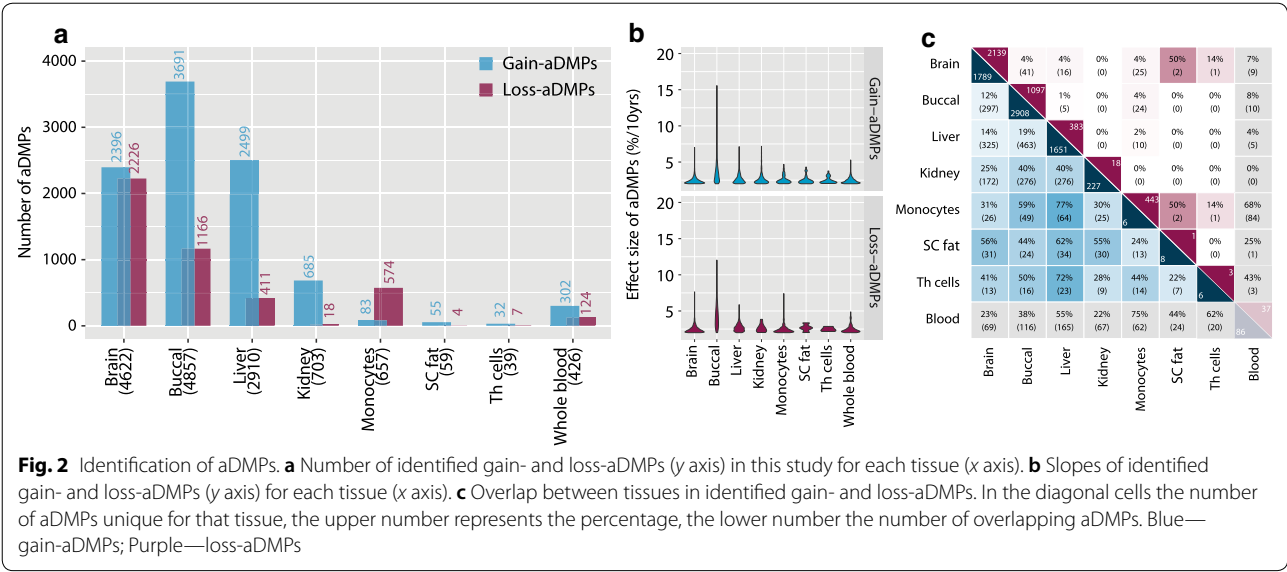 a
Number of aDMPs
4000
3000
2000
1000
0
Gain-aDMPs
Loss-aDMPs
2396
2226
3691
1166
2499
411
685
18
83
574
55
4
32
7
302
124
Brain
(4622)
Buccal
(4857)
Liver
(2910)
Kidney
(703)
Monocytes
(657)
SC fat
(59)
Th cells
(39)
Whole blood
(426)
b
Effect size of aDMPs (%/10yrs)
20
15
10
5
Gain–aDMPs
20
15
10
5
Loss–aDMPs
Brain
Buccal
Liver
Kidney
Monocytes
SC fat
Th cells
Whole blood
c
Brain 2139 4% 4% 0% 4% 50% 14% 7%
1789 (41) (16) (0) (25) (2) (1) (9)
Buccal 12% 1097 1% 0% 4% 0% 0% 8%
(297) 2908 (5) (0) (24) (0) (0) (10)
Liver 14% 19% 383 0% 2% 0% 0% 4%
(325) (463) 1651 (0) (10) (0) (0) (5)
Kidney 25% 40% 40% 18 0% 0% 0% 0%
(172) (276) (276) 227 (0) (0) (0) (0)
Monocytes 31% 59% 77% 30% 443 50% 14% 68%
(26) (49) (64) (25) 6 (2) (1) (84)
SC fat 56% 44% 62% 55% 24% 1 0% 25%
(31) (24) (34) (30) (13) 8 (0) (1)
Th cells 41% 50% 72% 28% 44% 22% 3 43%
(13) (16) (23) (9) (14) (7) 6 (3)
Blood 23% 38% 55% 22% 75% 44% 62% 37
(69) (116) (165) (67) (62) (24) (20) 86
Brain
Buccal
Liver
Kidney
Monocytes
SC fat
Th cells
Blood
Fig. 2 Identification of aDMPs. a Number of identified gain- and loss-aDMPs (y axis) in this study for each tissue (x axis). b Slopes of identified
gain- and loss-aDMPs (y axis) for each tissue (x axis). c Overlap between tissues in identified gain- and loss-aDMPs. In the diagonal cells the number
of aDMPs unique for that tissue, the upper number represents the percentage, the lower number the number of overlapping aDMPs. Blue—
gain-aDMPs; Purple—loss-aDMPs